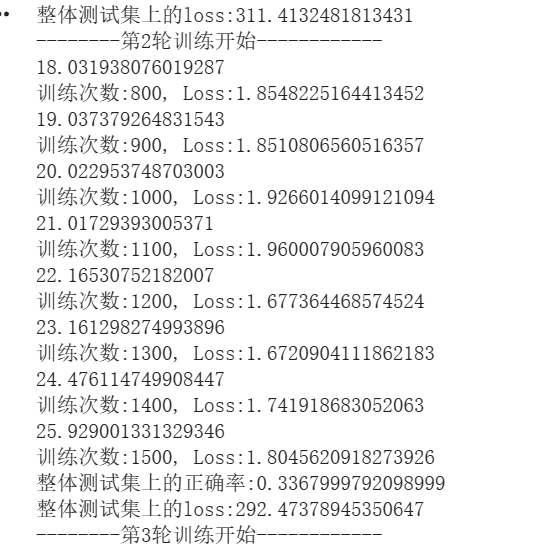 整体测试集上的loss:311.4132481813431
--------第2轮训练开始------------
18.031938076019287
训练次数:800, Loss:1.8548225164413452
19.037379264831543
训练次数:900, Loss:1.8510806560516357
20.022953748703003
训练次数:1000, Loss:1.9266014099121094
21.01729393005371
训练次数:1100, Loss:1.960007905960083
22.16530752182007
训练次数:1200, Loss:1.677364468574524
23.161298274993896
训练次数:1300, Loss:1.6720904111862183
24.476114749908447
训练次数:1400, Loss:1.741918683052063
25.929001331329346
训练次数:1500, Loss:1.8045620918273926
整体测试集上的正确率:0.3367999792098999
整体测试集上的loss:292.47378945350647
--------第3轮训练开始------------